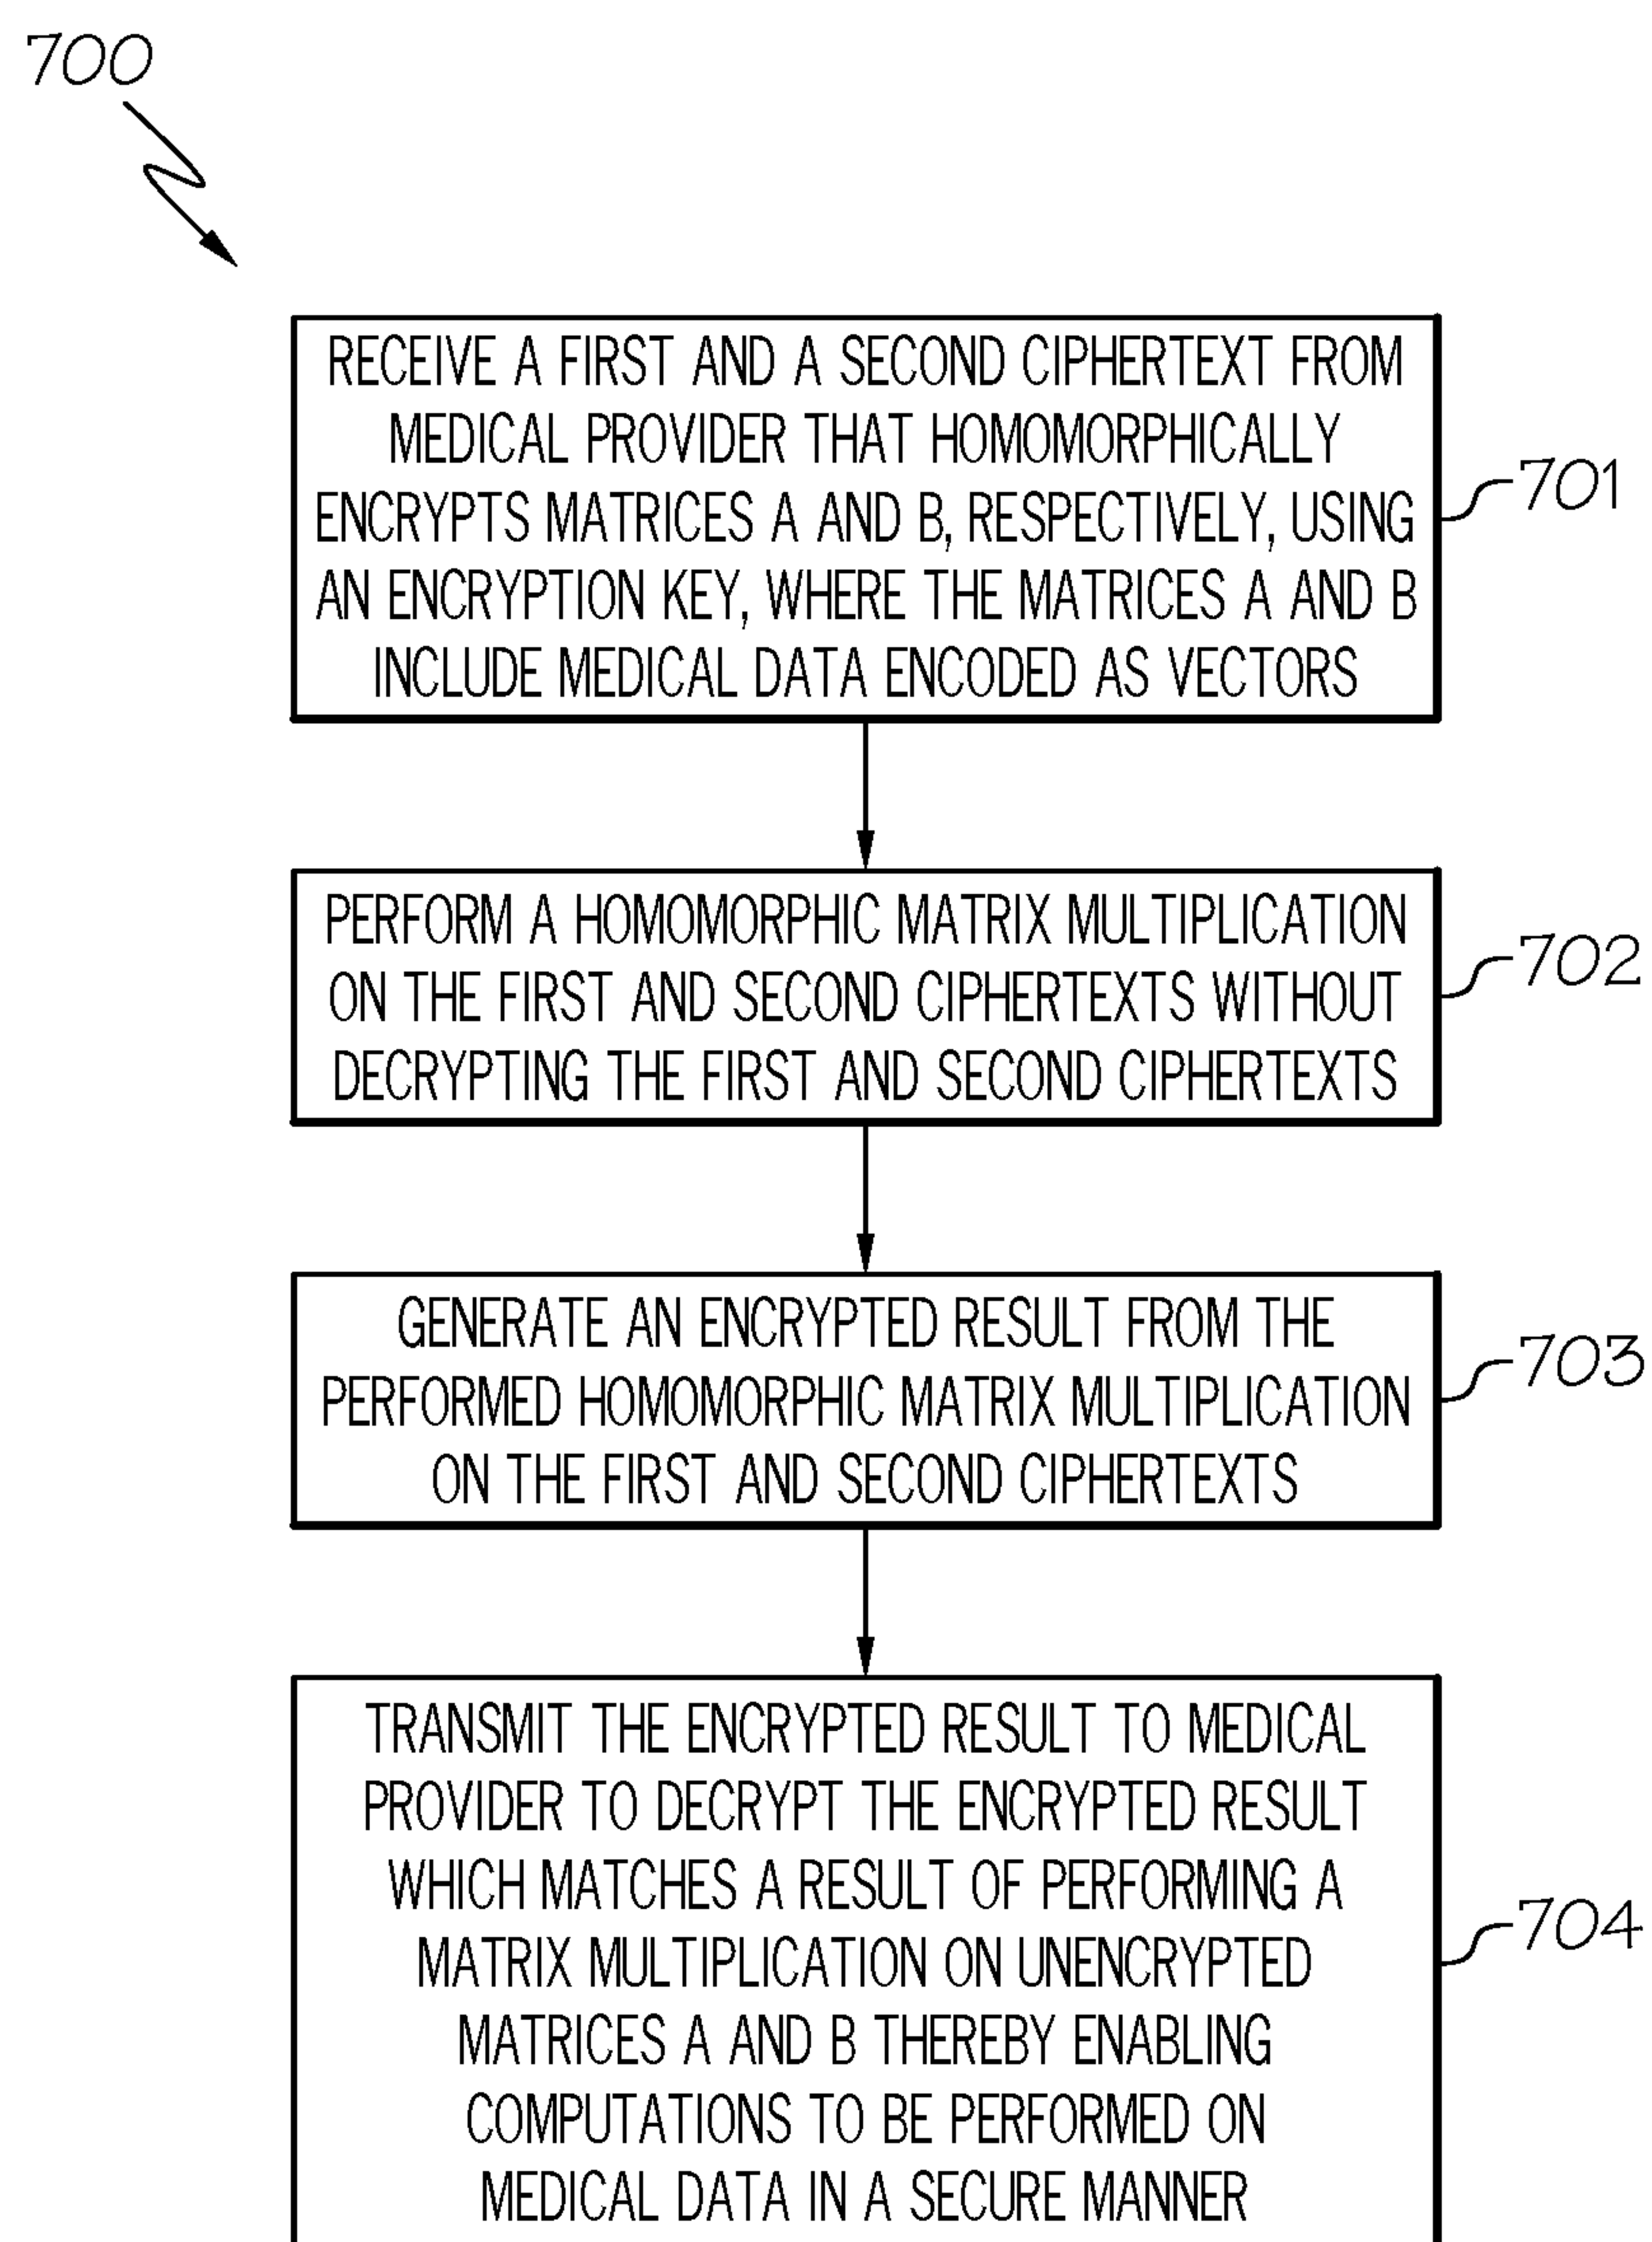 700
RECEIVE A FIRST AND A SECOND CIPHERTEXT FROM
MEDICAL PROVIDER THAT HOMOMORPHICALLY
ENCRYPTS MATRICES A AND B, RESPECTIVELY, USING
AN ENCRYPTION KEY, WHERE THE MATRICES A AND B
INCLUDE MEDICAL DATA ENCODED AS VECTORS
701
PERFORM A HOMOMORPHIC MATRIX MULTIPLICATION
ON THE FIRST AND SECOND CIPHERTEXTS WITHOUT
DECRYPTING THE FIRST AND SECOND CIPHERTEXTS
702
GENERATE AN ENCRYPTED RESULT FROM THE
PERFORMED HOMOMORPHIC MATRIX MULTIPLICATION
ON THE FIRST AND SECOND CIPHERTEXTS
703
TRANSMIT THE ENCRYPTED RESULT TO MEDICAL
PROVIDER TO DECRYPT THE ENCRYPTED RESULT
WHICH MATCHES A RESULT OF PERFORMING A
MATRIX MULTIPLICATION ON UNENCRYPTED
MATRICES A AND B THEREBY ENABLING
COMPUTATIONS TO BE PERFORMED ON
MEDICAL DATA IN A SECURE MANNER
704